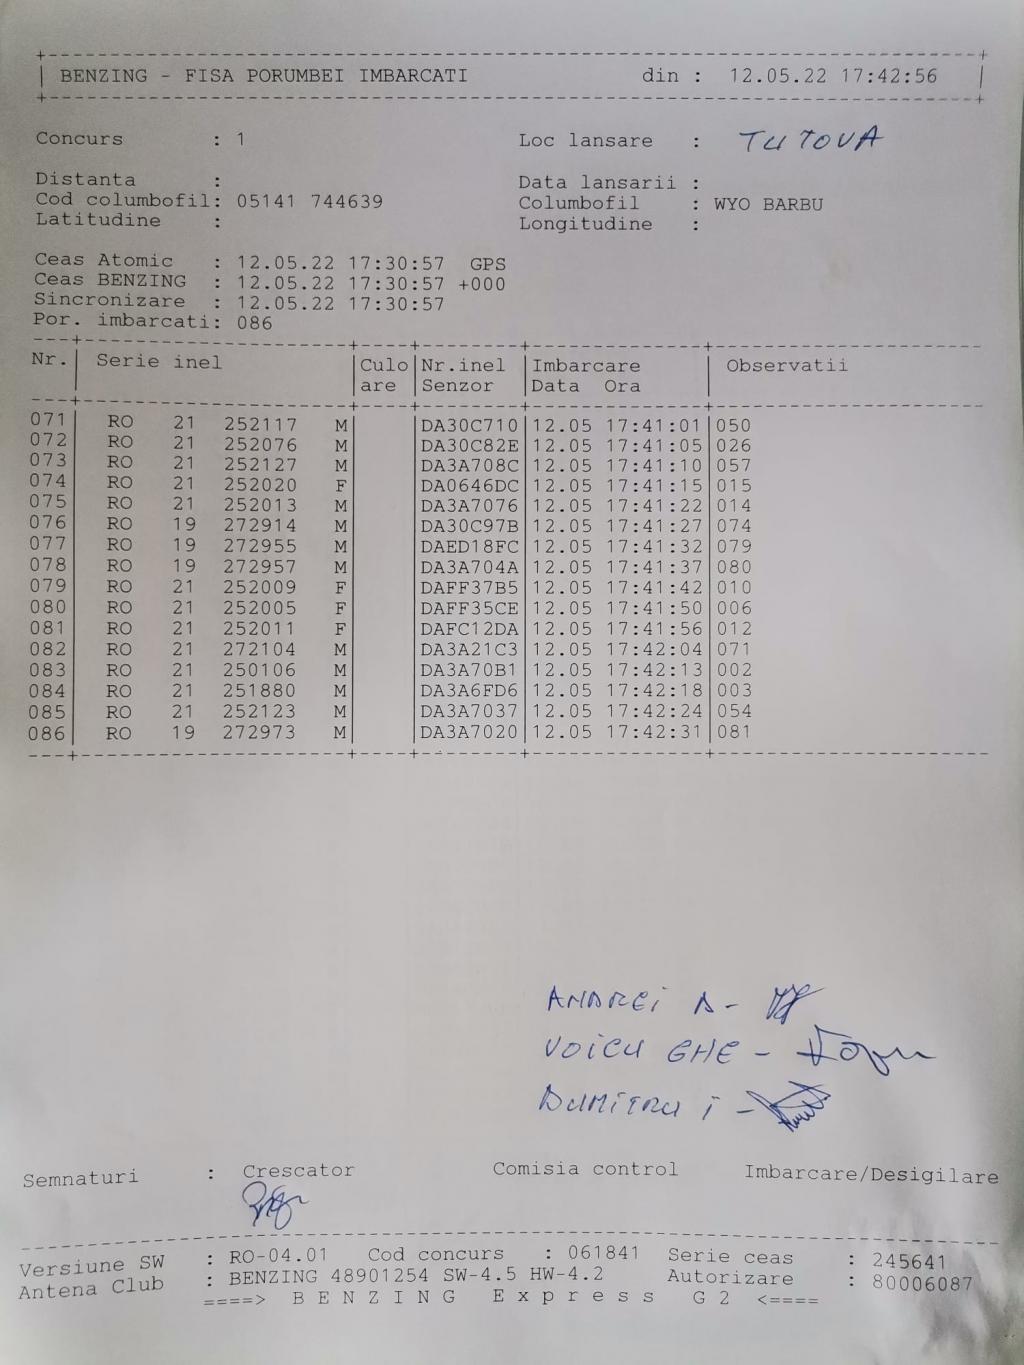 BENZING - FISA PORUMBEI IMBARCATI din : 12.05.22 17:42:56
Concurs : 1 Loc lansare : TUTOVA
Distanta : Data lansarii :
Cod columbofil: 05141 744639 Columbofil : WYO BARBU
Latitudine : Longitudine :
Ceas Atomic : 12.05.22 17:30:57 GPS
Ceas BENZING : 12.05.22 17:30:57 +000
Sincronizare : 12.05.22 17:30:57
Por. imbarcati: 086
Nr. Serie inel Culo Nr.inel Imbarcare Observatii
are Senzor Data Ora
071 RO 21 252117 M DA30C710 12.05 17:41:01 050
072 RO 21 252076 M DA30C82E 12.05 17:41:05 026
073 RO 21 252127 M DA3A708C 12.05 17:41:10 057
074 RO 21 252020 F DA0646DC 12.05 17:41:15 015
075 RO 21 252013 M DA3A7076 12.05 17:41:22 014
076 RO 19 272914 M DA30C97B 12.05 17:41:27 074
077 RO 19 272955 M DAED18FC 12.05 17:41:32 079
078 RO 19 272957 M DA3A704A 12.05 17:41:37 080
079 RO 21 252009 F DAFF37B5 12.05 17:41:42 010
080 RO 21 252005 F DAFF35CE 12.05 17:41:50 006
081 RO 21 252011 F DAFC12DA 12.05 17:41:56 012
082 RO 21 272104 M DA3A21C3 12.05 17:42:04 071
083 RO 21 250106 M DA3A70B1 12.05 17:42:13 002
084 RO 21 251880 M DA3A6FD6 12.05 17:42:18 003
085 RO 21 252123 M DA3A7037 12.05 17:42:24 054
086 RO 19 272973 M DA3A7020 12.05 17:42:31 081
ANDREI A -
VOICU GHE -
DUMITRU I -
Semnaturi : Crescator Comisia control Imbarcare/Desigilare
Versiune SW : RO-04.01 Cod concurs : 061841 Serie ceas : 245641
Antena Club : BENZING 48901254 SW-4.5 HW-4.2 Autorizare : 80006087
====> B E N Z I N G E x p r e s s G 2 <====